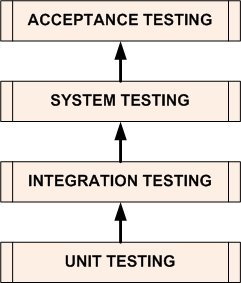 ACCEPTANCE TESTING
SYSTEM TESTING
INTEGRATION TESTING
UNIT TESTING